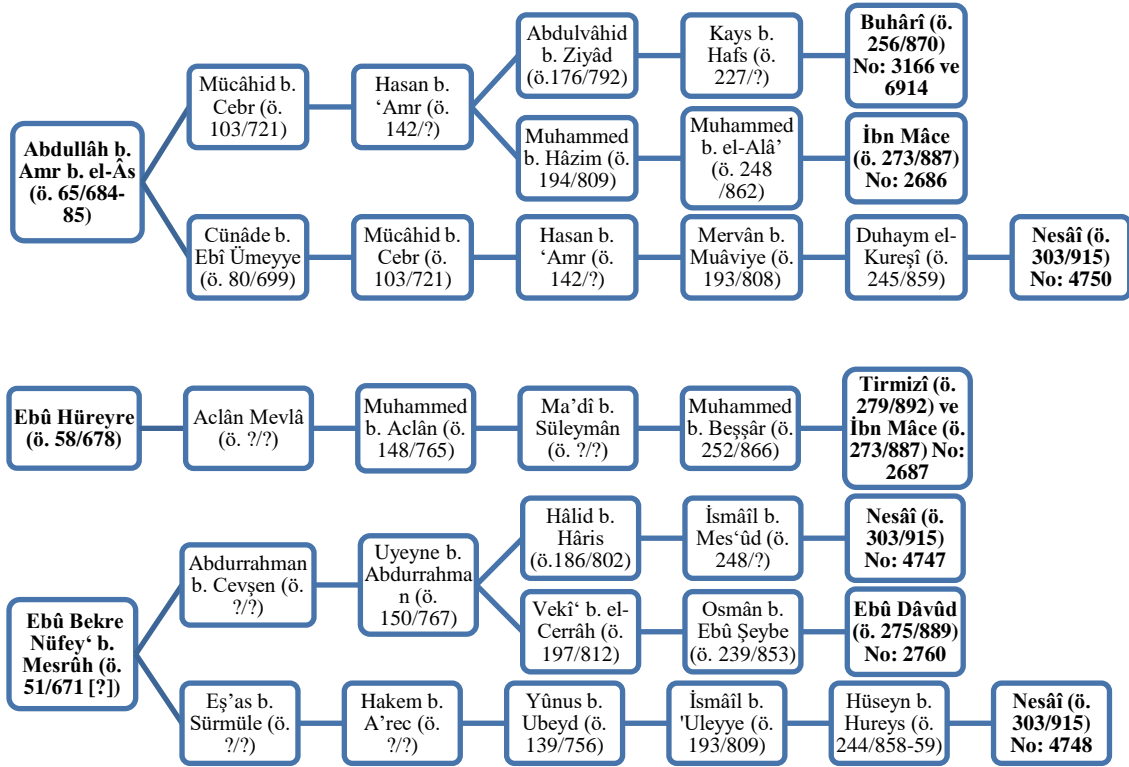 Abdullâh b.
Amr b. el-Âs
(ö. 65/684-
85)
Mücâhid b.
Cebr (ö.
103/721)
Hasan b.
‘Amr (ö.
142/?)
Abdulvâhid
b. Ziyâd
(ö.176/792)
Kays b.
Hafs (ö.
227/?)
Buhârî (ö.
256/870)
No: 3166 ve
6914
Muhammed
b. Hâzim (ö.
194/809)
Muhammed
b. el-Alâ’
(ö. 248
/862)
İbn Mâce
(ö. 273/887)
No: 2686
Cünâde b.
Ebî Ümeyye
(ö. 80/699)
Mücâhid b.
Cebr (ö.
103/721)
Hasan b.
‘Amr (ö.
142/?)
Mervân b.
Muâviye (ö.
193/808)
Duhaym el-
Kureşî (ö.
245/859)
Nesâî (ö.
303/915)
No: 4750
Ebû Hüreyre
(ö. 58/678)
Aclân Mevlâ
(ö. ?/?)
Muhammed
b. Aclân (ö.
148/765)
Ma’dî b.
Süleymân
(ö. ?/?)
Muhammed
b. Beşşâr (ö.
252/866)
Tirmizî (ö.
279/892) ve
İbn Mâce (ö.
273/887) No:
2687
Ebû Bekre
Nüfey‘ b.
Mesrûh (ö.
51/671 [?])
Abdurrahman
b. Cevşen (ö.
?/?)
Uyeyne b.
Abdurrahma
n (ö.
150/767)
Hâlid b.
Hâris
(ö.186/802)
İsmâîl b.
Mes‘ûd (ö.
248/?)
Nesâî (ö.
303/915)
No: 4747
Vekî‘ b. el-
Cerrâh (ö.
197/812)
Osmân b.
Ebû Şeybe
(ö. 239/853)
Ebû Dâvûd
(ö. 275/889)
No: 2760
Eş’as b.
Sürmüle (ö.
?/?)
Hakem b.
A’rec (ö.
?/?)
Yûnus b.
Ubeyd (ö.
139/756)
İsmâîl b.
'Uleyye (ö.
193/809)
Hüseyn b.
Hureys (ö.
244/858-59)
Nesâî (ö.
303/915)
No: 4748